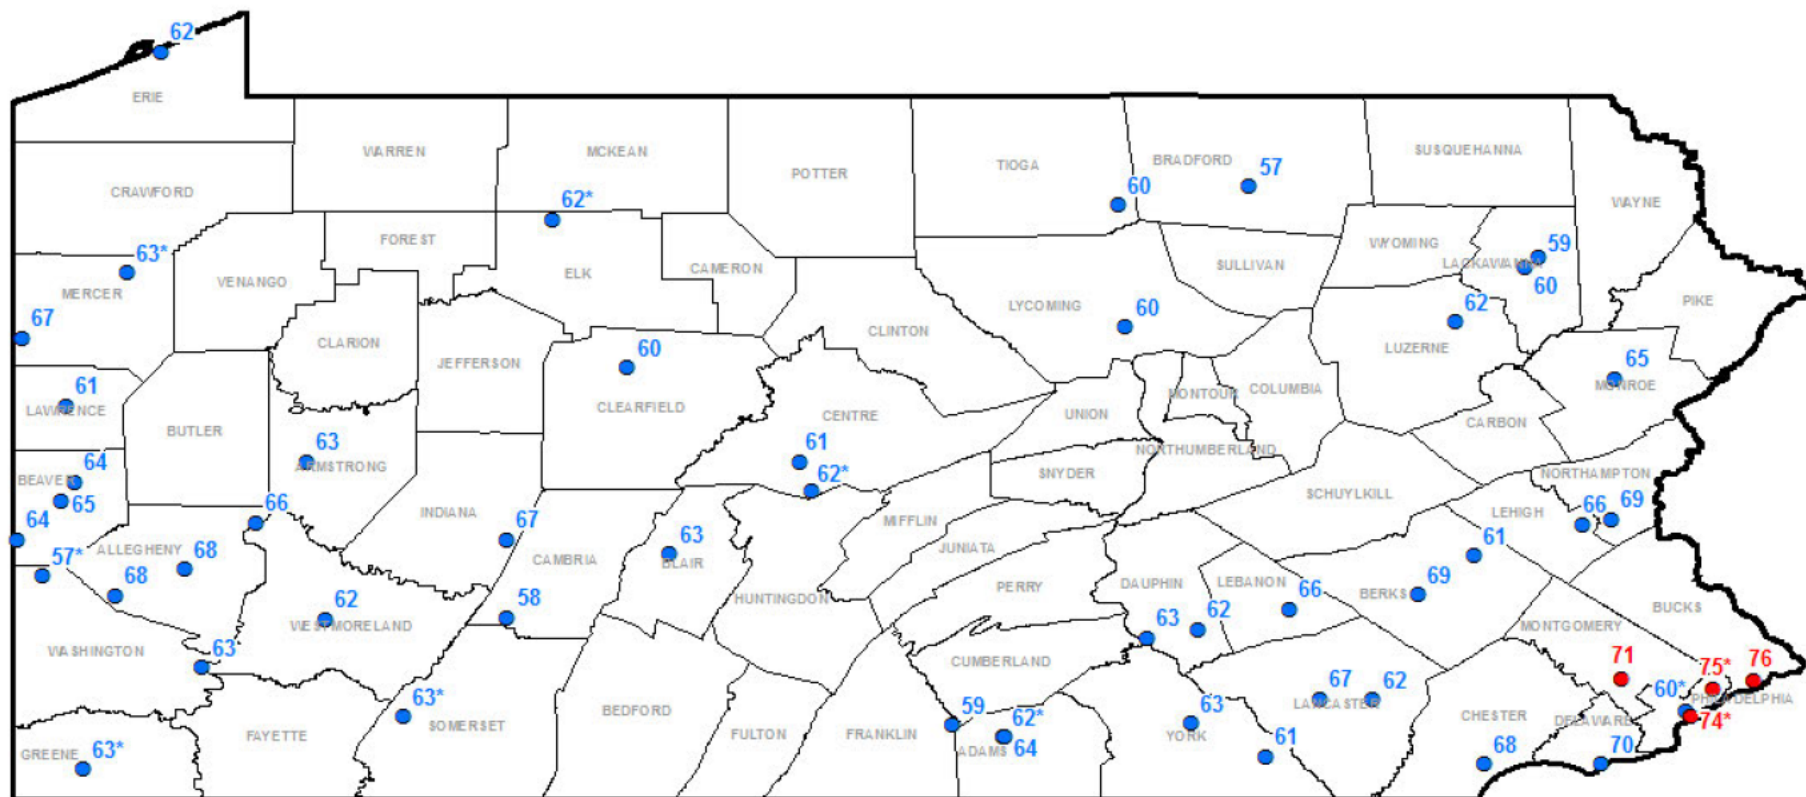 62
ERIE
WARREN
MCKEAN
POTTER
TIOGA
BRADFORD
57
SUSQUEHANNA
CRAWFORD
62*
60
WAYNE
FOREST
63*
VENANGO
ELK
CAMERON
SULLIVAN
WYOMING
LACKAWANNA
59
60
MERCER
67
LYCOMING
60
62
PIKE
CLARION
CLINTON
LUZERNE
JEFFERSON
60
61
LAWRENCE
CLEARFIELD
CENTRE
UNION
MONTOUR
COLUMBIA
65
MONROE
BUTLER
63
ARMSTRONG
61
62*
NORTHUMBERLAND
CARBON
64
BEAVER
65
SNYDER
NORTHAMPTON
SCHUYLKILL
66
INDIANA
67
MIFFLIN
LEHIGH
66
69
64
ALLEGHENY
68
CAMBRIA
63
BLAIR
JUNIATA
61
57*
68
PERRY
DAUPHIN
LEBANON
66
BERKS
69
62
WESTMORELAND
58
HUNTINGDON
63
62
BUCKS
MONTGOMERY
WASHINGTON
63
CUMBERLAND
71
75*
76
63*
SOMERSET
BEDFORD
59
62*
63
67
62
LANCASTER
60*
PHILADELPHIA
FAYETTE
FULTON
FRANKLIN
ADAMS
64
YORK
CHESTER
DELAWARE
74*
GREENE
63*
61
68
70